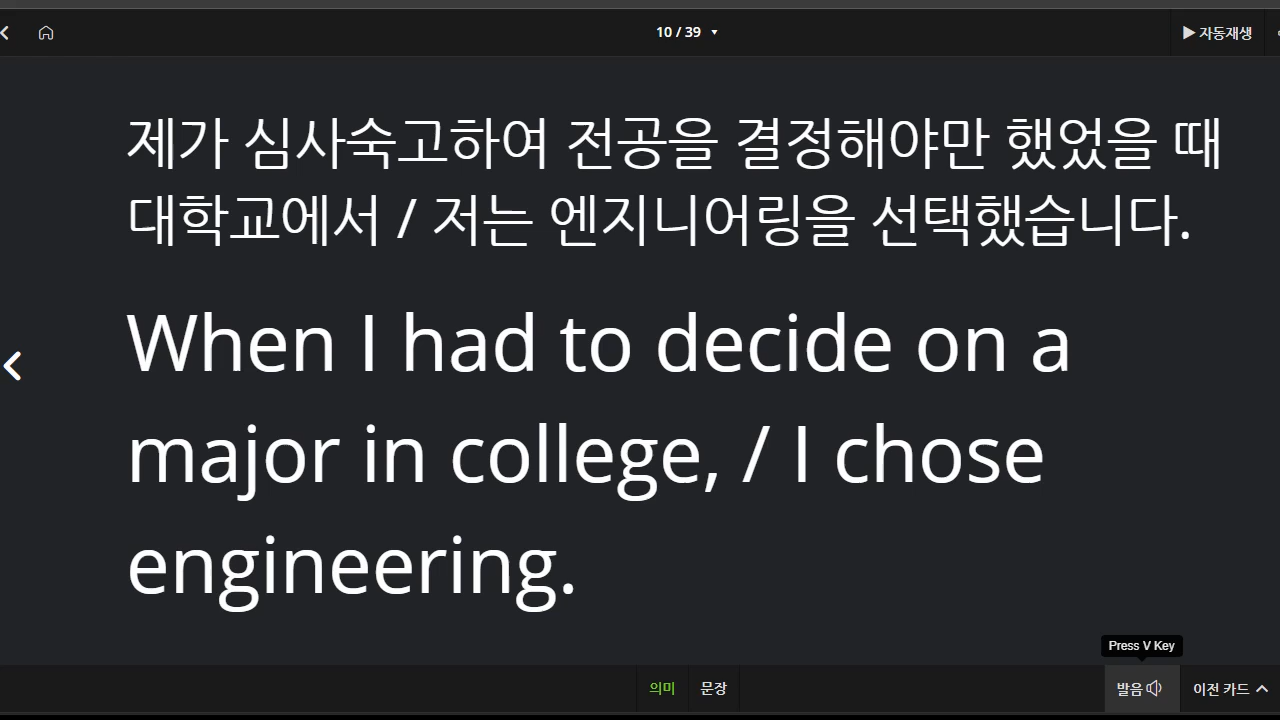 10 / 39 ▼
▶ 자동재생
제가 심사숙고하여 전공을 결정해야만 했었을 때
대학교에서 / 저는 엔지니어링을 선택했습니다.
When I had to decide on a
major in college, / I chose
engineering.
Press V Key
의미 문장 발음 이전 카드